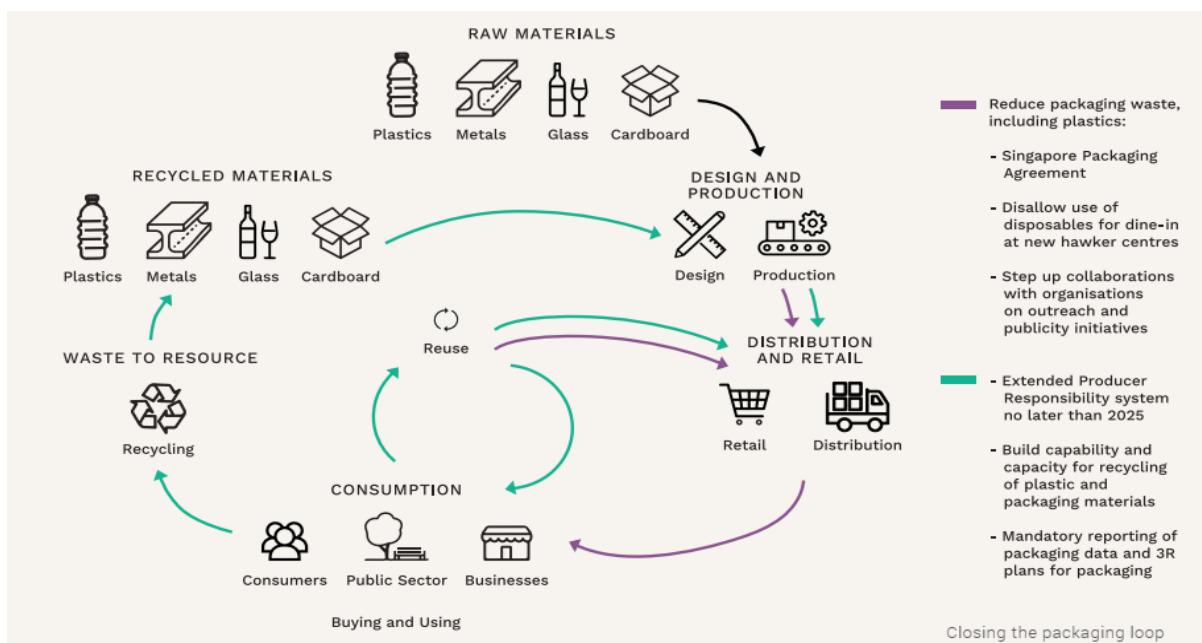 RAW MATERIALS
Plastics
Metals
Glass
Cardboard
RECYCLED MATERIALS
Plastics
Metals
Glass
Cardboard
DESIGN AND
PRODUCTION
Design
Production
Reuse
DISTRIBUTION
AND RETAIL
Retail
Distribution
WASTE TO RESOURCE
Recycling
CONSUMPTION
Consumers
Public Sector
Businesses
Buying and Using
Reduce packaging waste,
including plastics:
- Singapore Packaging
Agreement
- Disallow use of
disposables for dine-in
at new hawker centres
- Step up collaborations
with organisations
on outreach and
publicity initiatives
- Extended Producer
Responsibility system
no later than 2025
- Build capability and
capacity for recycling
of plastic and
packaging materials
- Mandatory reporting of
packaging data and 3R
plans for packaging
Closing the packaging loop